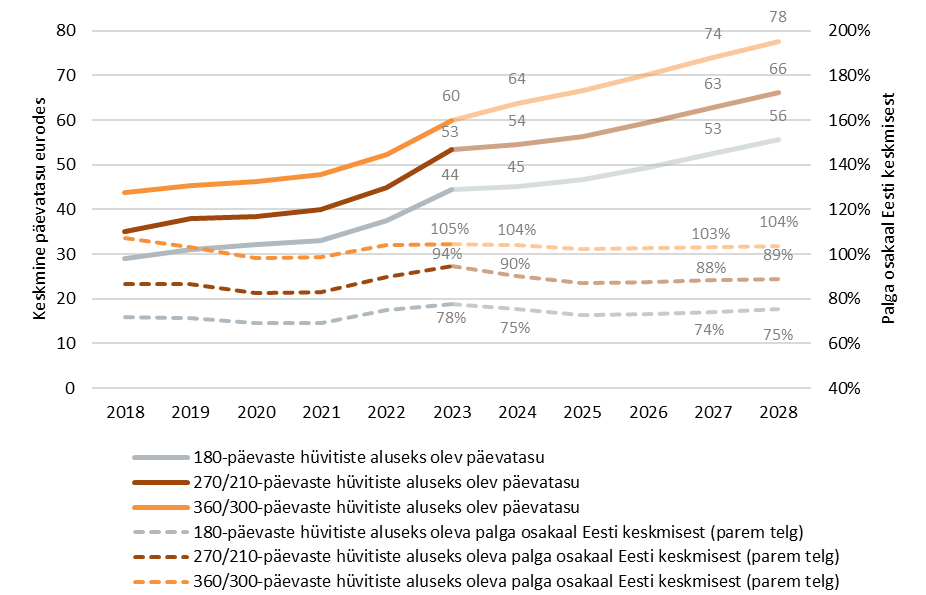 80
70
60
50
40
30
20
10
0
Keskmine päevatasu eurodes
200%
180%
160%
140%
120%
100%
80%
60%
40%
Palga osakaal Eesti keskmisest
60 64 74 78
53 54 63 66
44 45 53 56
105% 104% 103% 104%
94% 90% 88% 89%
78% 75% 74% 75%
2018 2019 2020 2021 2022 2023 2024 2025 2026 2027 2028
180-päevaste hüvitiste aluseks olev päevatasu
270/210-päevaste hüvitiste aluseks olev päevatasu
360/300-päevaste hüvitiste aluseks olev päevatasu
180-päevaste hüvitiste aluseks oleva palga osakaal Eesti keskmisest (parem telg)
270/210-päevaste hüvitiste aluseks oleva palga osakaal Eesti keskmisest (parem telg)
360/300-päevaste hüvitiste aluseks oleva palga osakaal Eesti keskmisest (parem telg)